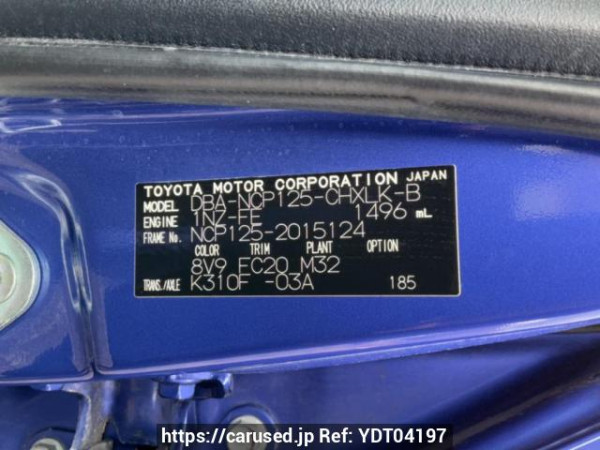 TOYOTA MOTOR CORPORATION JAPAN
MODEL DBA-NCP125-CHXLK-B
ENGINE 1NZ-FE 1496 mL
FRAME No. NCP125-2015124
COLOR TRIM PLANT OPTION
8V9 FC20 M32
TRANS./AXLE K310F -03A 185
https://carused.jp Ref: YDT04197